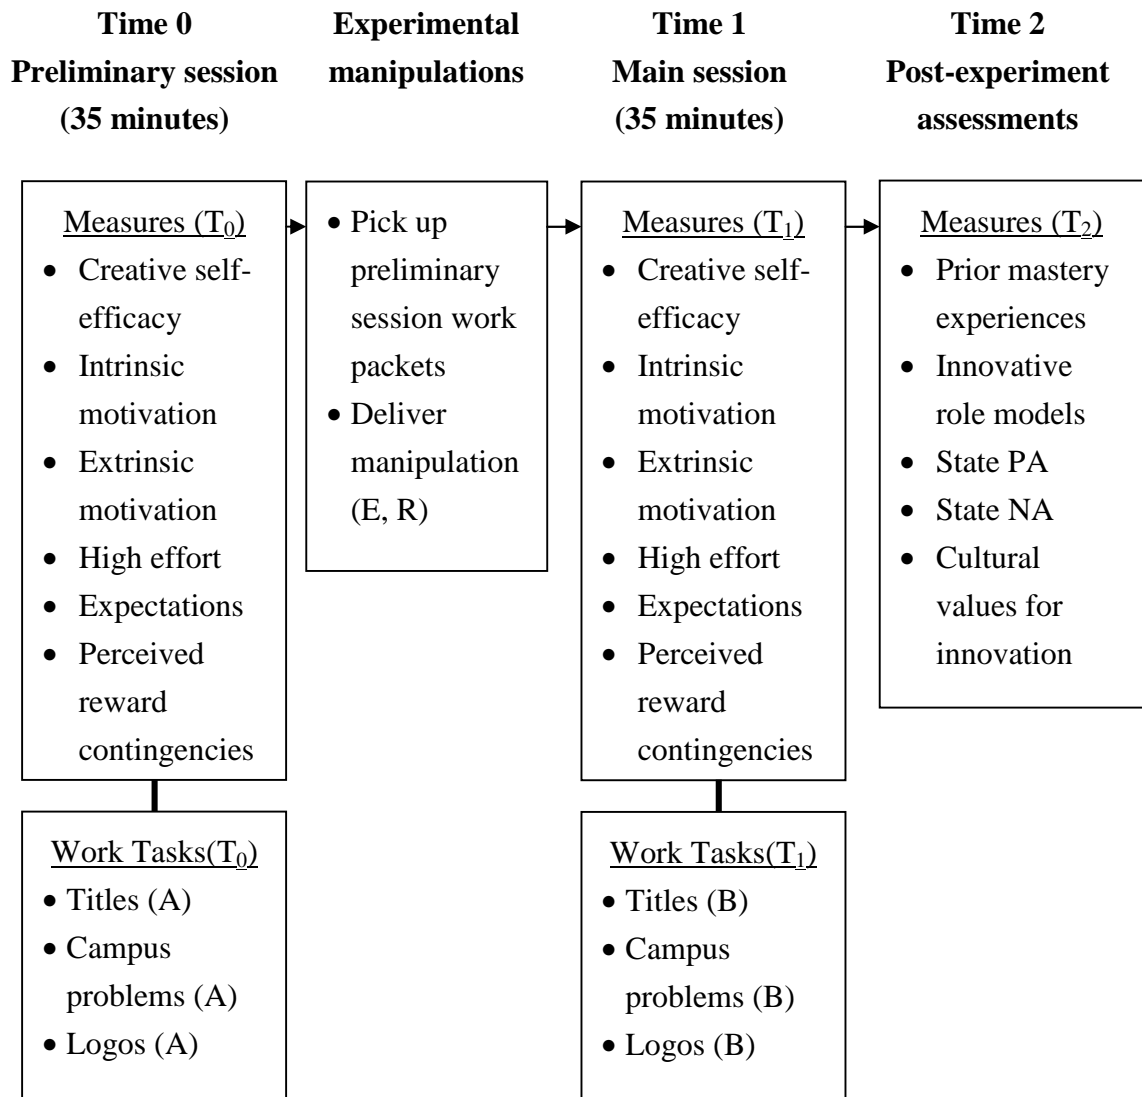 Time 0
Preliminary session
(35 minutes)
Experimental
manipulations
Time 1
Main session
(35 minutes)
Time 2
Post-experiment
assessments
Measures (T0)
• Creative self-
efficacy
• Intrinsic
motivation
• Extrinsic
motivation
• High effort
• Expectations
• Perceived
reward
contingencies
• Pick up
preliminary
session work
packets
• Deliver
manipulation
(E, R)
Measures (T1)
• Creative self-
efficacy
• Intrinsic
motivation
• Extrinsic
motivation
• High effort
• Expectations
• Perceived
reward
contingencies
Measures (T2)
• Prior mastery
experiences
• Innovative
role models
• State PA
• State NA
• Cultural
values for
innovation
Work Tasks(T0)
• Titles (A)
• Campus
problems (A)
• Logos (A)
Work Tasks(T1)
• Titles (B)
• Campus
problems (B)
• Logos (B)